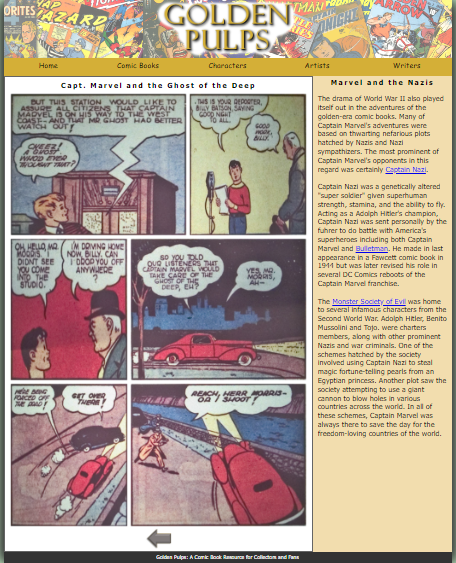 GOLDEN
PULPS
Home Comic Books Characters Artists Writers
Capt. Marvel and the Ghost of the Deep
BUT THIS STATION WOULD LIKE TO
ASSURE ALL CITIZENS THAT CAPTAIN
MARVEL IS ON HIS WAY TO THE WEST
COAST—AND THAT MR GHOST HAD BETTER
WATCH OUT!
THIS IS YOUR REPORTER,
BILLY BATSON, SAYING
GOOD NIGHT
TO ALL.
GOOD
MORE,
BILLY.
OH, HELLO, MR.
MORRIS. I
DIDN'T SEE
YOU COME
INTO THE
STUDIO.
I'M DRIVING HOME
NOW, BILLY. CAN
I DROP YOU OFF
ANYWHERE
?
SO YOU TOLD
OUR LISTENERS THAT
CAPTAIN MARVEL WOULD
TAKE CARE OF THE
GHOST OF THE
DEEP, EH?
YES, MR.
MORRIS,
AH—
WE'RE BEING
FORCED OFF
THE ROAD!
GET OVER
THERE!
REACH, HERR MORRIS—
OR I SHOOT!
Marvel and the Nazis
The drama of World War II also played
itself out in the adventures of the
golden-era comic books. Many of
Captain Marvel's adventures were
based on thwarting nefarious plots
hatched by Nazis and Nazi
sympathizers. The most prominent of
Captain Marvel's opponents in this
regard was certainly Captain Nazi.
Captain Nazi was a genetically altered
"super soldier" given superhuman
strength, stamina, and the ability to fly.
Acting as a Adolph Hitler's champion,
Captain Nazi was sent personally by the
fuhrer to do battle with America's
superheroes including both Captain
Marvel and Bulletman. He made in last
appearance in a Fawcett comic book in
1944 but was later revised his role in
several DC Comics reboots of the
Captain Marvel franchise.
The Monster Society of Evil was home
to several infamous characters from the
Second World War. Adolph Hitler, Benito
Mussolini and Tojo. were charters
members, along with other prominent
Nazis and war criminals. One of the
schemes hatched by the society
involved using Captain Nazi to steal
magic fortune-telling pearls from an
Egyptian princess. Another plot saw the
society attempting to use a giant
cannon to blow holes in various
countries across the world. In all of
these schemes, Captain Marvel was
always there to save the day for the
freedom-loving countries of the world.
Golden Pulps: A Comic Book Resource for Collectors and Fans